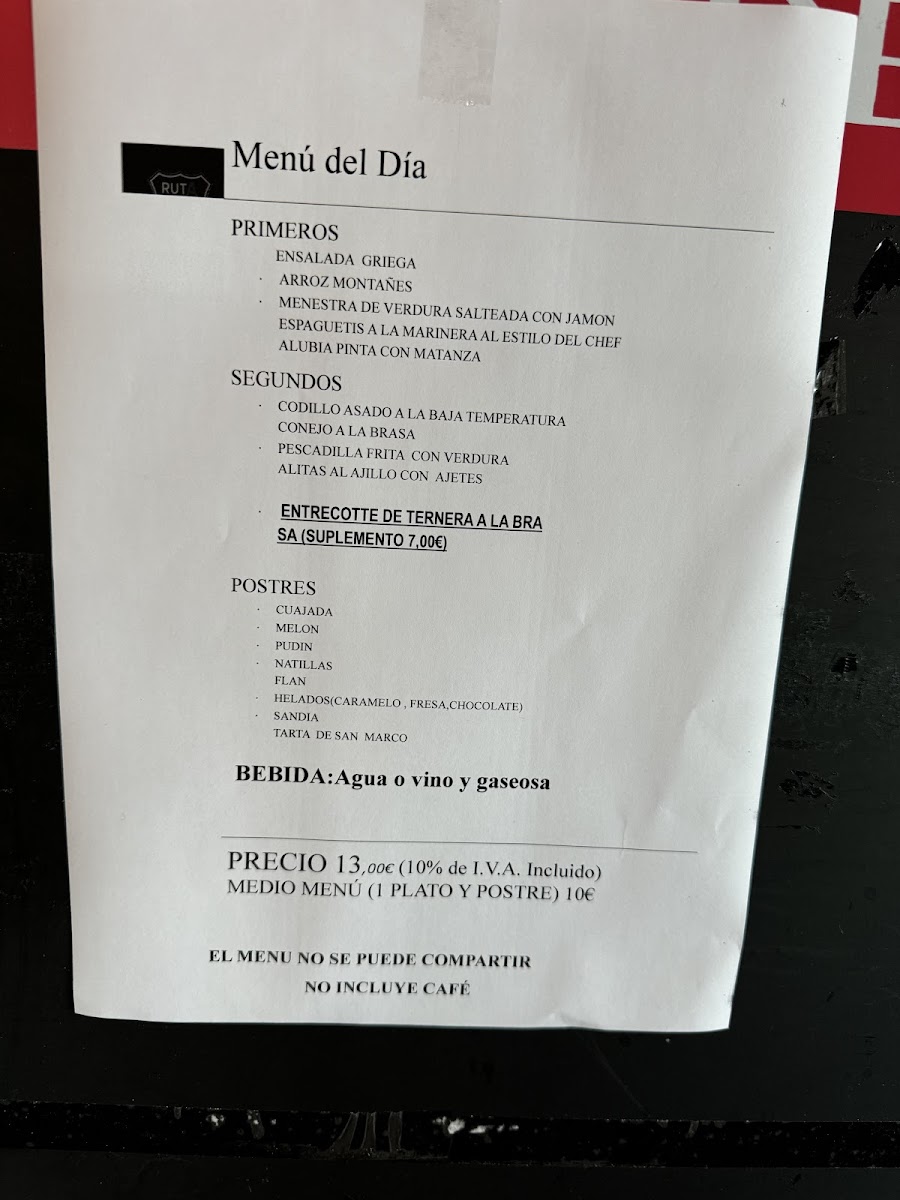 RUTA
Menú del Día
PRIMEROS
ENSALADA GRIEGA
· ARROZ MONTAÑES
· MENESTRA DE VERDURA SALTEADA CON JAMON
ESPAGUETIS A LA MARINERA AL ESTILO DEL CHEF
ALUBIA PINTA CON MATANZA
SEGUNDOS
· CODILLO ASADO A LA BAJA TEMPERATURA
CONEJO A LA BRASA
· PESCADILLA FRITA CON VERDURA
ALITAS AL AJILLO CON AJETES
· ENTRECOTTE DE TERNERA A LA BRA
SA (SUPLEMENTO 7,00€)
POSTRES
· CUAJADA
· MELON
· PUDIN
· NATILLAS
FLAN
· HELADOS(CARAMELO , FRESA,CHOCOLATE)
· SANDIA
TARTA DE SAN MARCO
BEBIDA:Agua o vino y gaseosa
PRECIO 13,00€ (10% de I.V.A. Incluido)
MEDIO MENÚ (1 PLATO Y POSTRE) 10€
EL MENU NO SE PUEDE COMPARTIR
NO INCLUYE CAFÉ